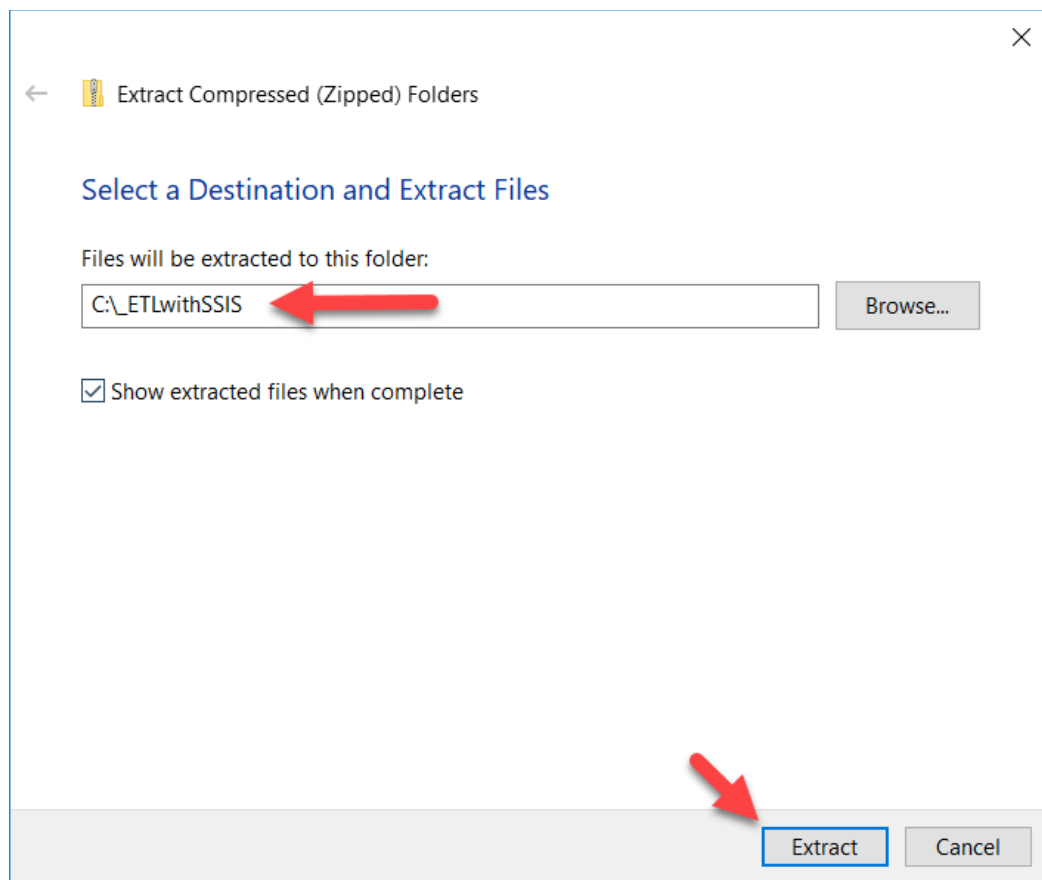 Extract Compressed (Zipped) Folders
Select a Destination and Extract Files
Files will be extracted to this folder:
C:\_ETLwithSSIS
Browse...
Show extracted files when complete
Extract
Cancel